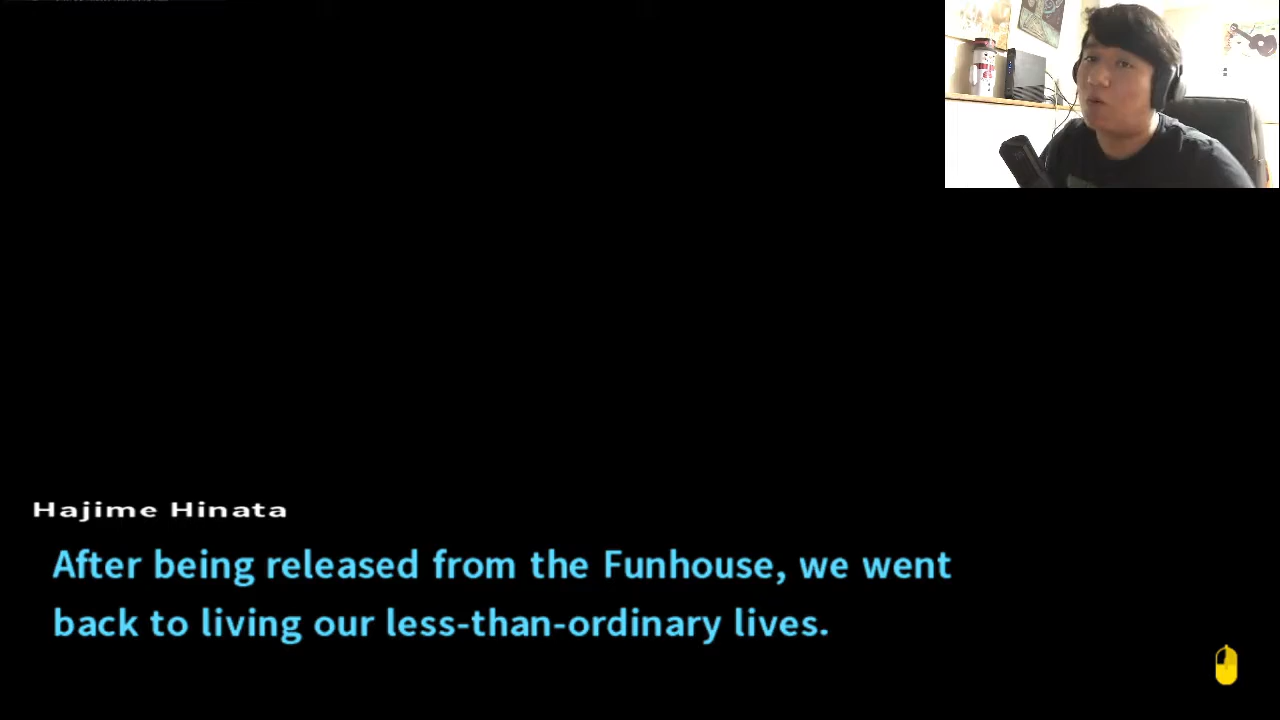 Hajime Hinata
After being released from the Funhouse, we went
back to living our less-than-ordinary lives.